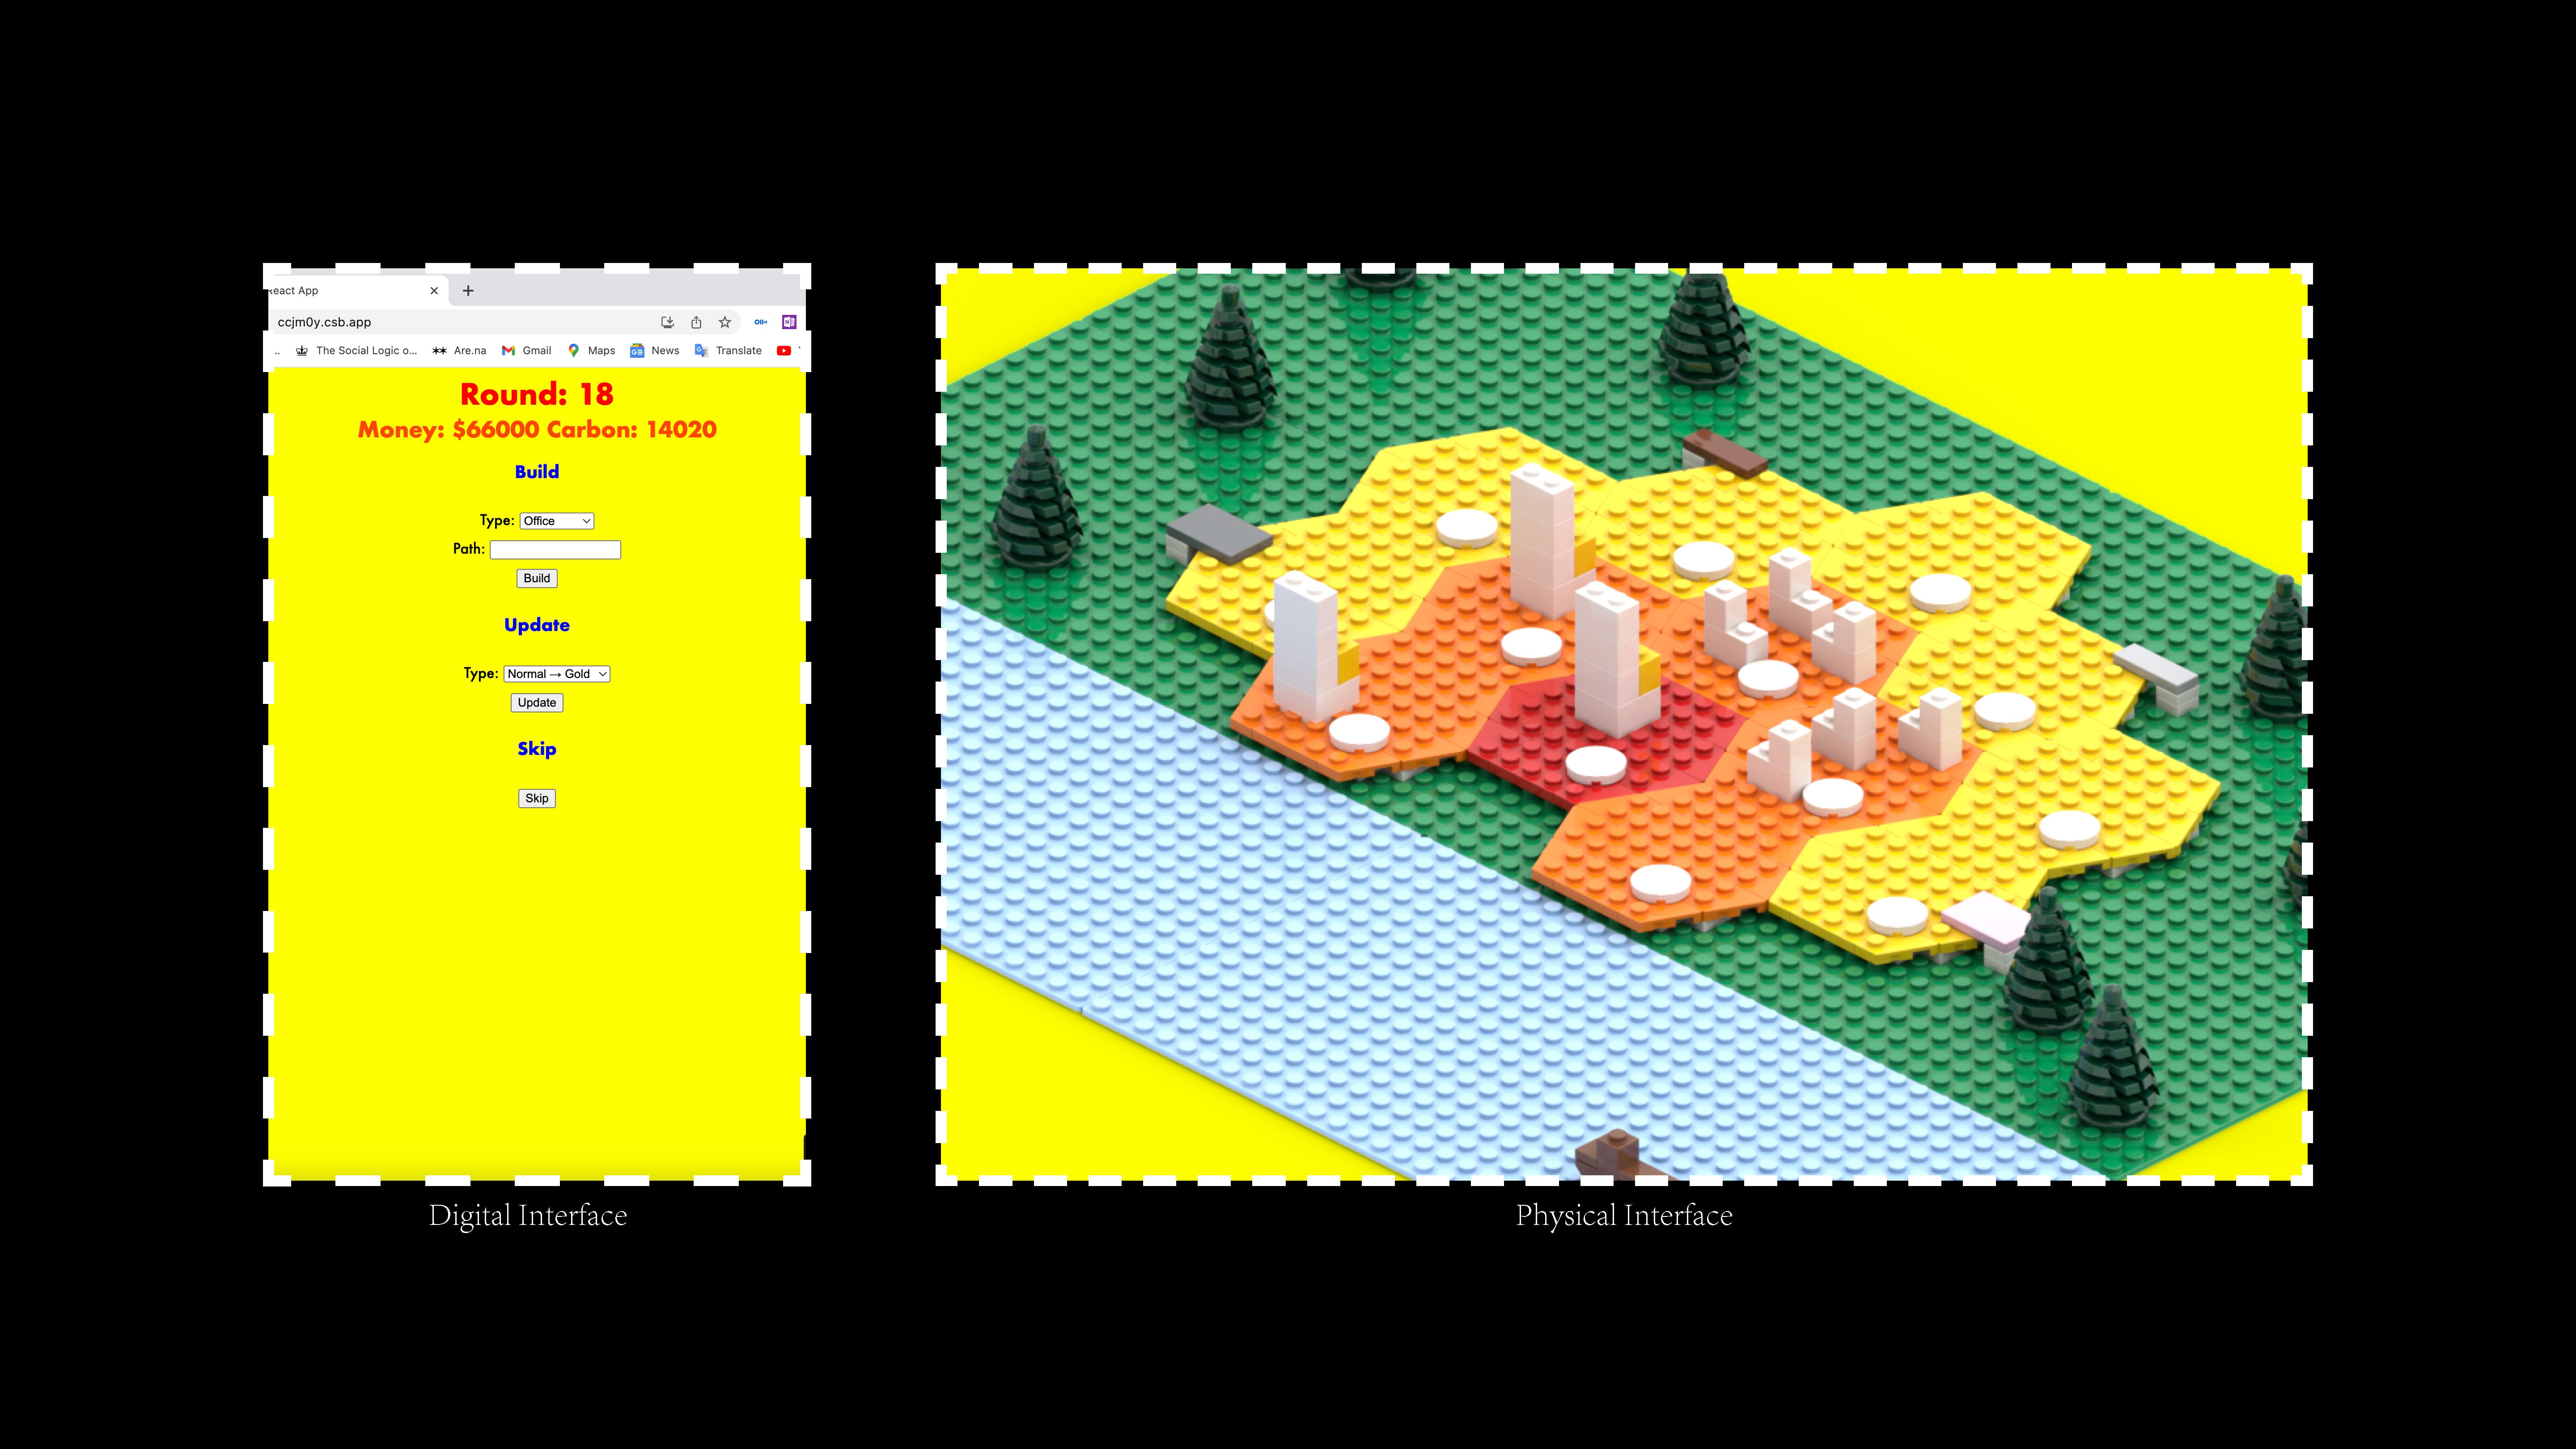 React App
ccjm0y.csb.app
.. The Social Logic o... Are.na Gmail Maps News Translate
Round: 18
Money: $66000 Carbon: 14020
Build
Type: Office
Path:
Build
Update
Type: Normal → Gold
Update
Skip
Skip
Digital Interface
Physical Interface